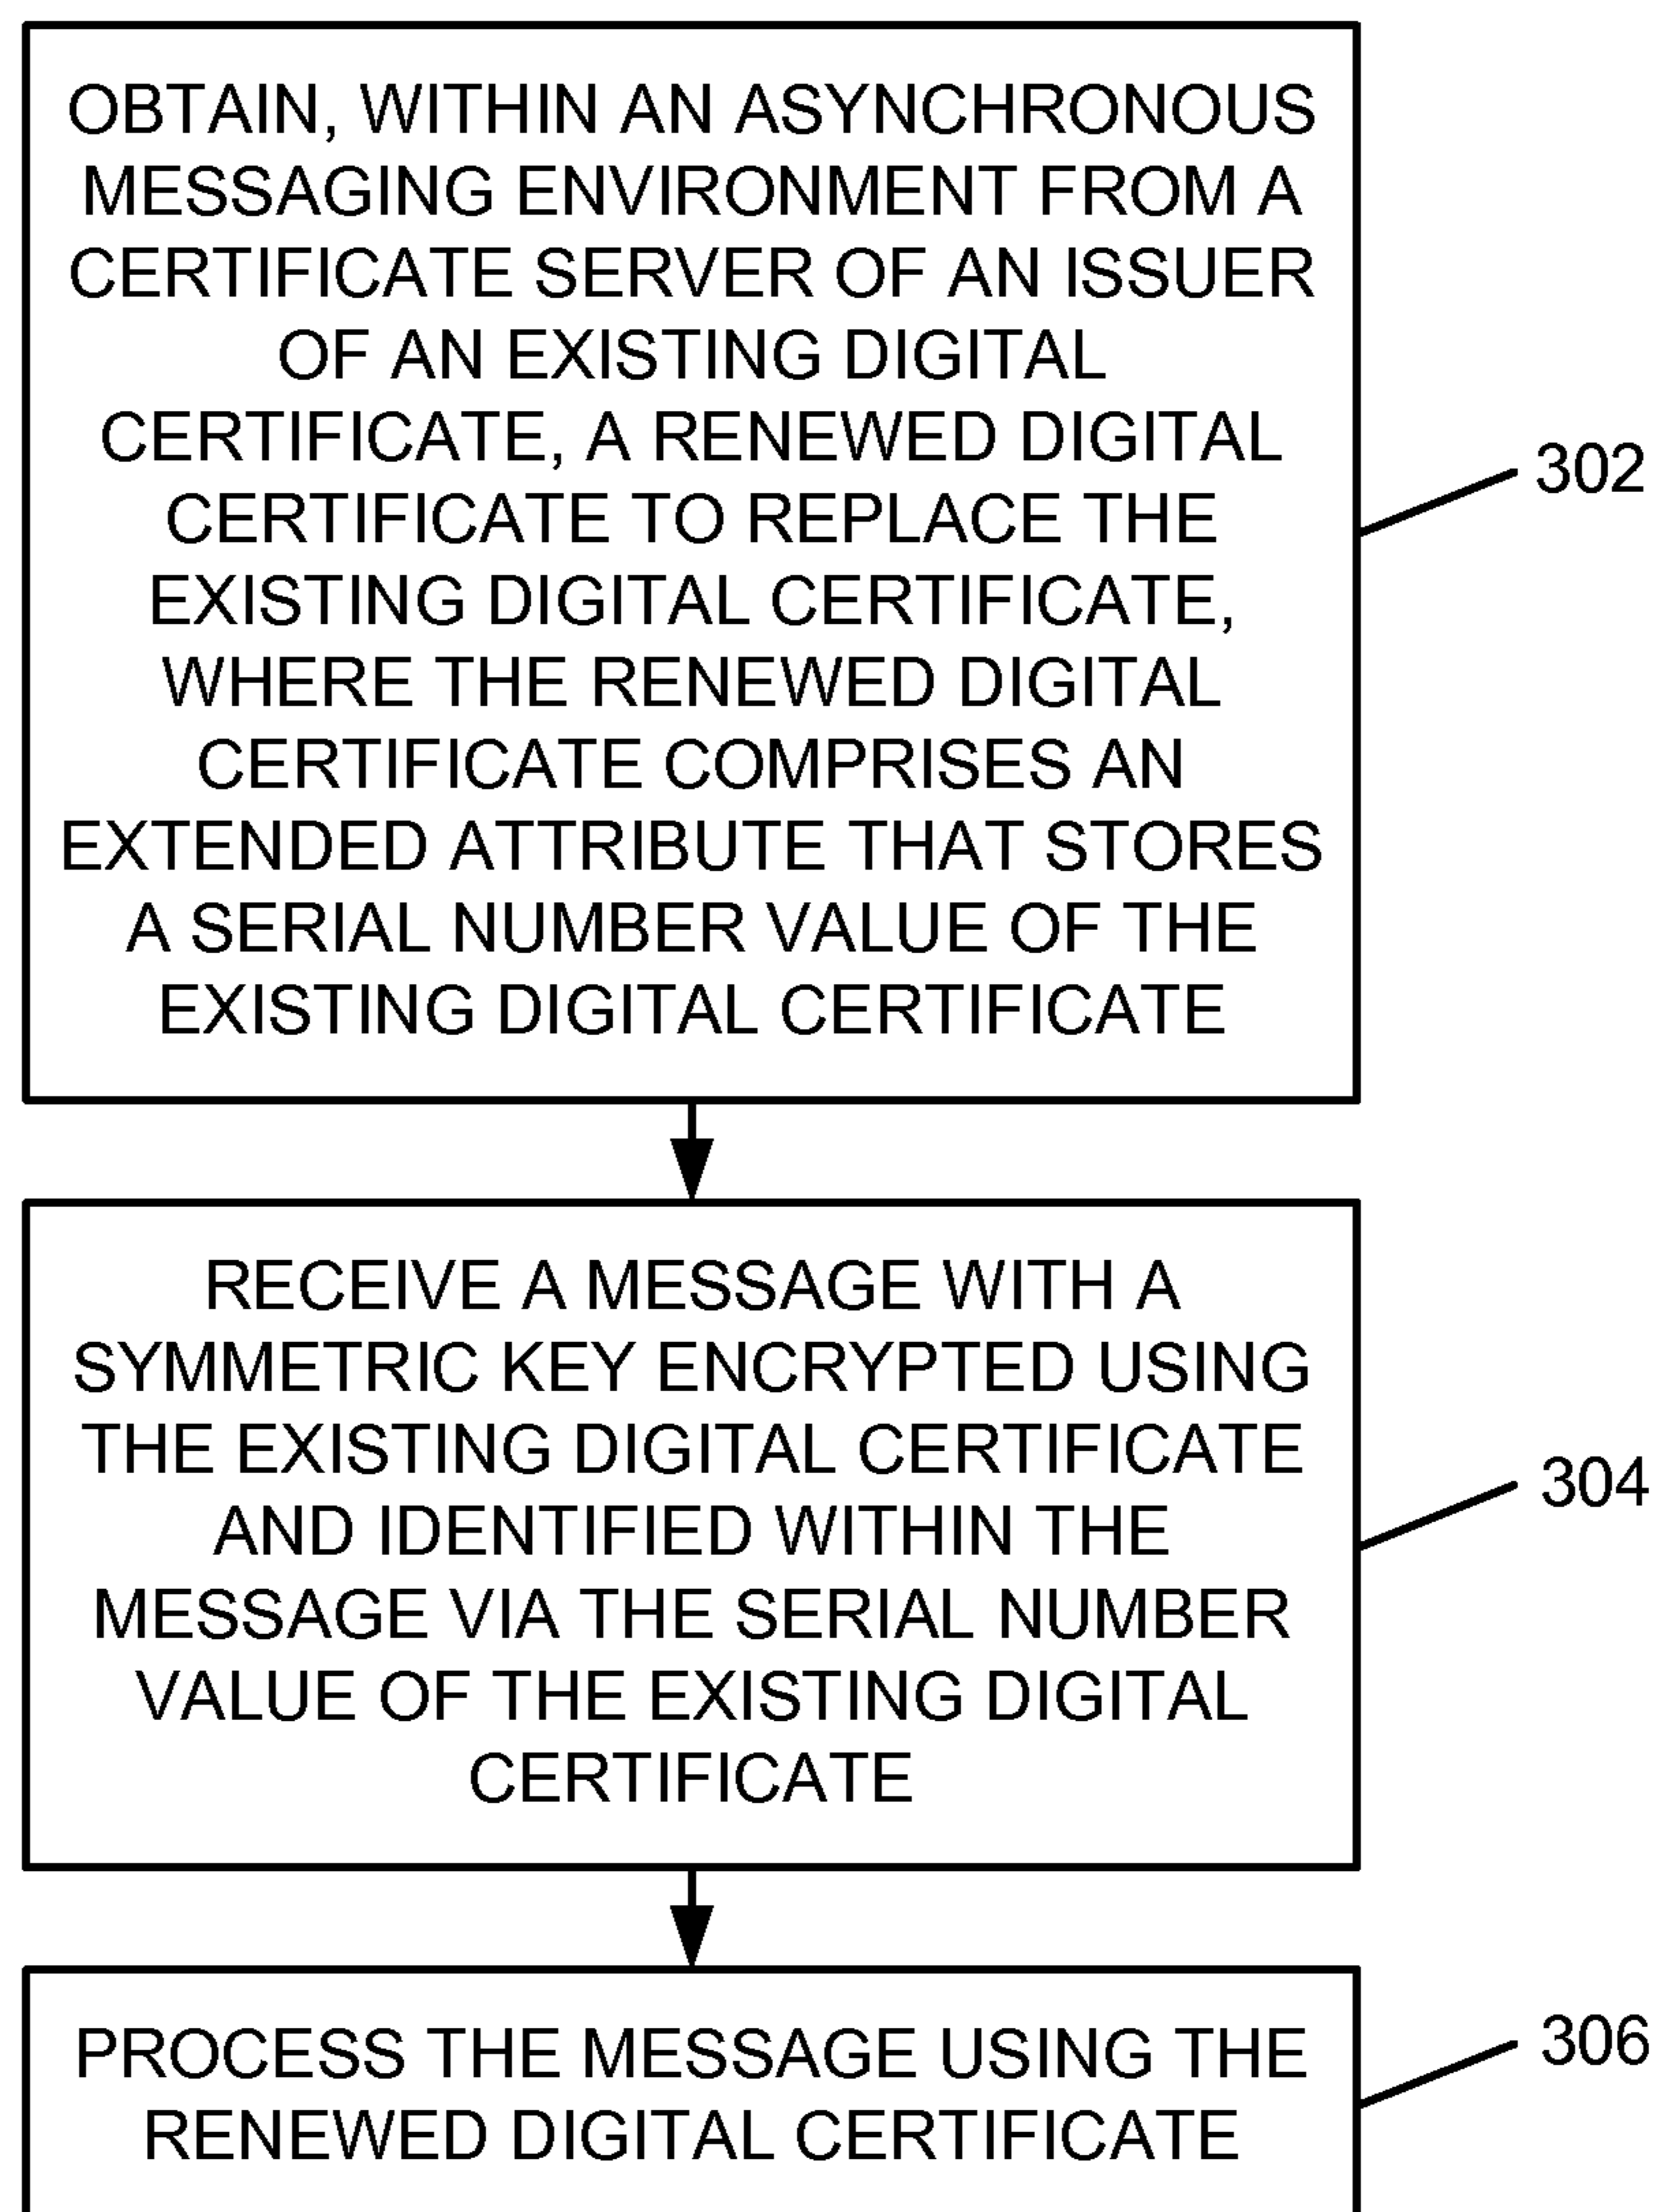 OBTAIN, WITHIN AN ASYNCHRONOUS
MESSAGING ENVIRONMENT FROM A
CERTIFICATE SERVER OF AN ISSUER
OF AN EXISTING DIGITAL
CERTIFICATE, A RENEWED DIGITAL
CERTIFICATE TO REPLACE THE
EXISTING DIGITAL CERTIFICATE,
WHERE THE RENEWED DIGITAL
CERTIFICATE COMPRISES AN
EXTENDED ATTRIBUTE THAT STORES
A SERIAL NUMBER VALUE OF THE
EXISTING DIGITAL CERTIFICATE
302
RECEIVE A MESSAGE WITH A
SYMMETRIC KEY ENCRYPTED USING
THE EXISTING DIGITAL CERTIFICATE
AND IDENTIFIED WITHIN THE
MESSAGE VIA THE SERIAL NUMBER
VALUE OF THE EXISTING DIGITAL
CERTIFICATE
304
PROCESS THE MESSAGE USING THE
RENEWED DIGITAL CERTIFICATE
306